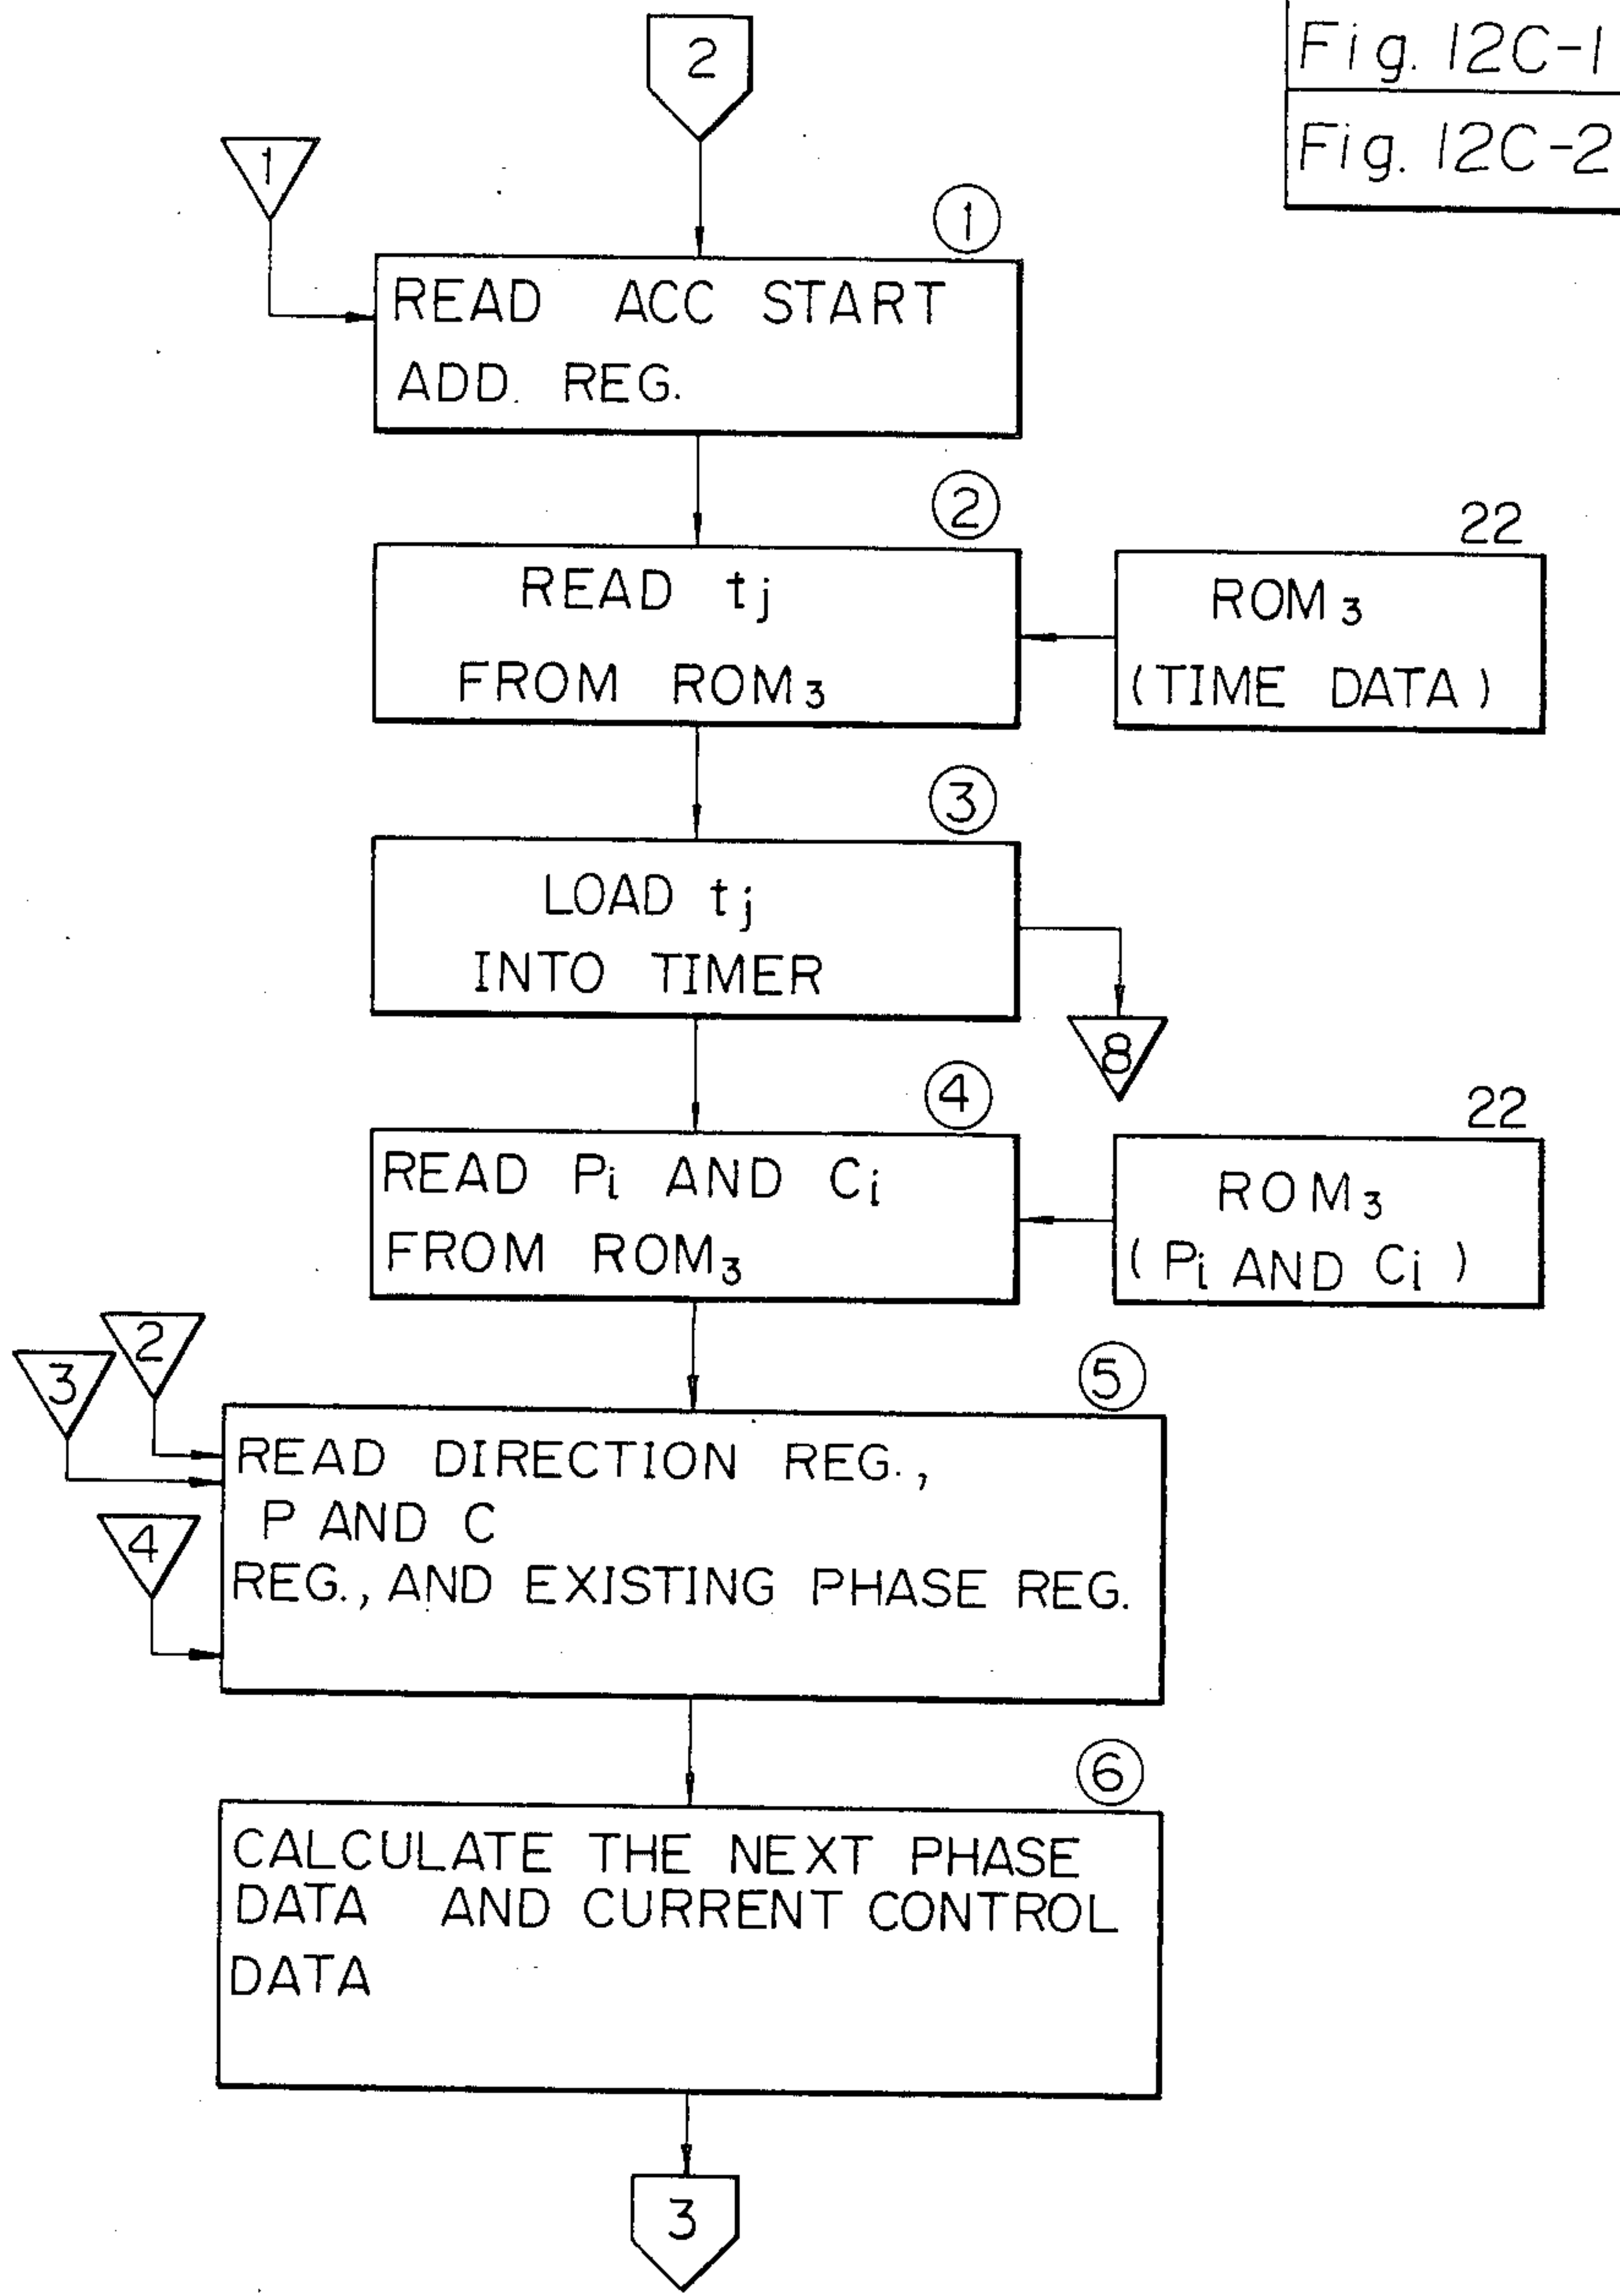 Fig. 12C-1
Fig. 12C-2
2
1
①
READ ACC START
ADD. REG.
②
READ tj
FROM ROM₃
22
ROM₃
(TIME DATA)
③
LOAD tj
INTO TIMER
8
④
READ Pi AND Ci
FROM ROM₃
22
ROM₃
(Pi AND Ci)
2
3
4
⑤
READ DIRECTION REG.,
P AND C
REG., AND EXISTING PHASE REG.
⑥
CALCULATE THE NEXT PHASE
DATA AND CURRENT CONTROL
DATA
3